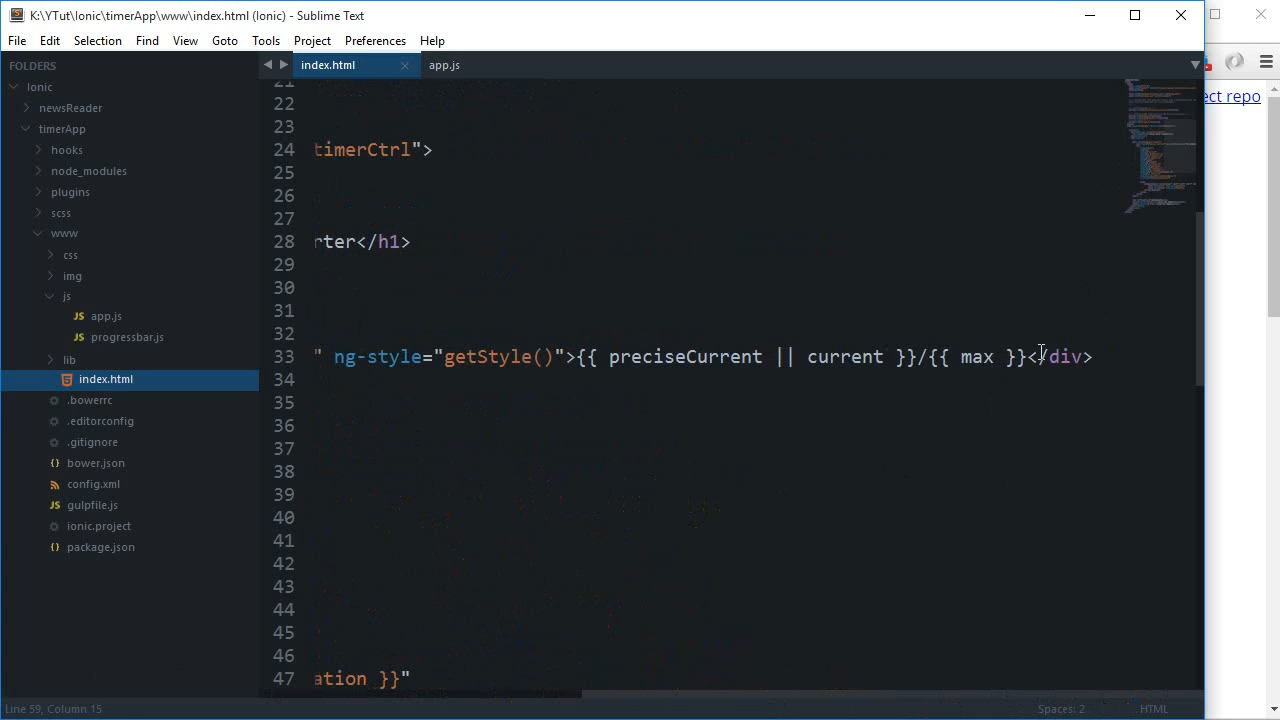 K:\YTut\Ionic\timerApp\www\index.html (Ionic) - Sublime Text
File Edit Selection Find View Goto Tools Project Preferences Help
FOLDERS
Ionic
newsReader
timerApp
hooks
node_modules
plugins
scss
www
css
img
js
JS app.js
JS progressbar.js
lib
index.html
.bowerrc
.editorconfig
.gitignore
{} bower.json
config.xml
JS gulpfile.js
ionic.project
{} package.json
index.html × app.js
21
22
23
24 timerCtrl">
25
26
27
28 rter</h1>
29
30
31
32
33 " ng-style="getStyle()">{{ preciseCurrent || current }}/{{ max }}</div>
34
35
36
37
38
39
40
41
42
43
44
45
46
47 ation }}"
ect repo
Line 59, Column 15 Spaces: 2 HTML